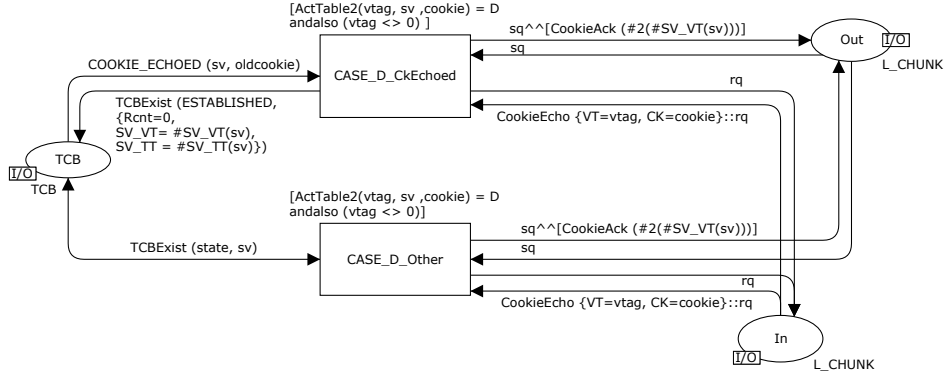 [ActTable2(vtag, sv ,cookie) = D
andalso (vtag <> 0) ]
sq^^[CookieAck (#2(#SV_VT(sv)))]
sq
Out
I/O
L_CHUNK
COOKIE_ECHOED (sv, oldcookie)
CASE_D_CkEchoed
rq
TCBExist (ESTABLISHED,
{Rcnt=0,
SV_VT= #SV_VT(sv),
SV_TT = #SV_TT(sv)})
CookieEcho {VT=vtag, CK=cookie}::rq
TCB
I/O
TCB
[ActTable2(vtag, sv ,cookie) = D
andalso (vtag <> 0)]
sq^^[CookieAck (#2(#SV_VT(sv)))]
TCBExist (state, sv)
sq
CASE_D_Other
rq
CookieEcho {VT=vtag, CK=cookie}::rq
In
I/O
L_CHUNK